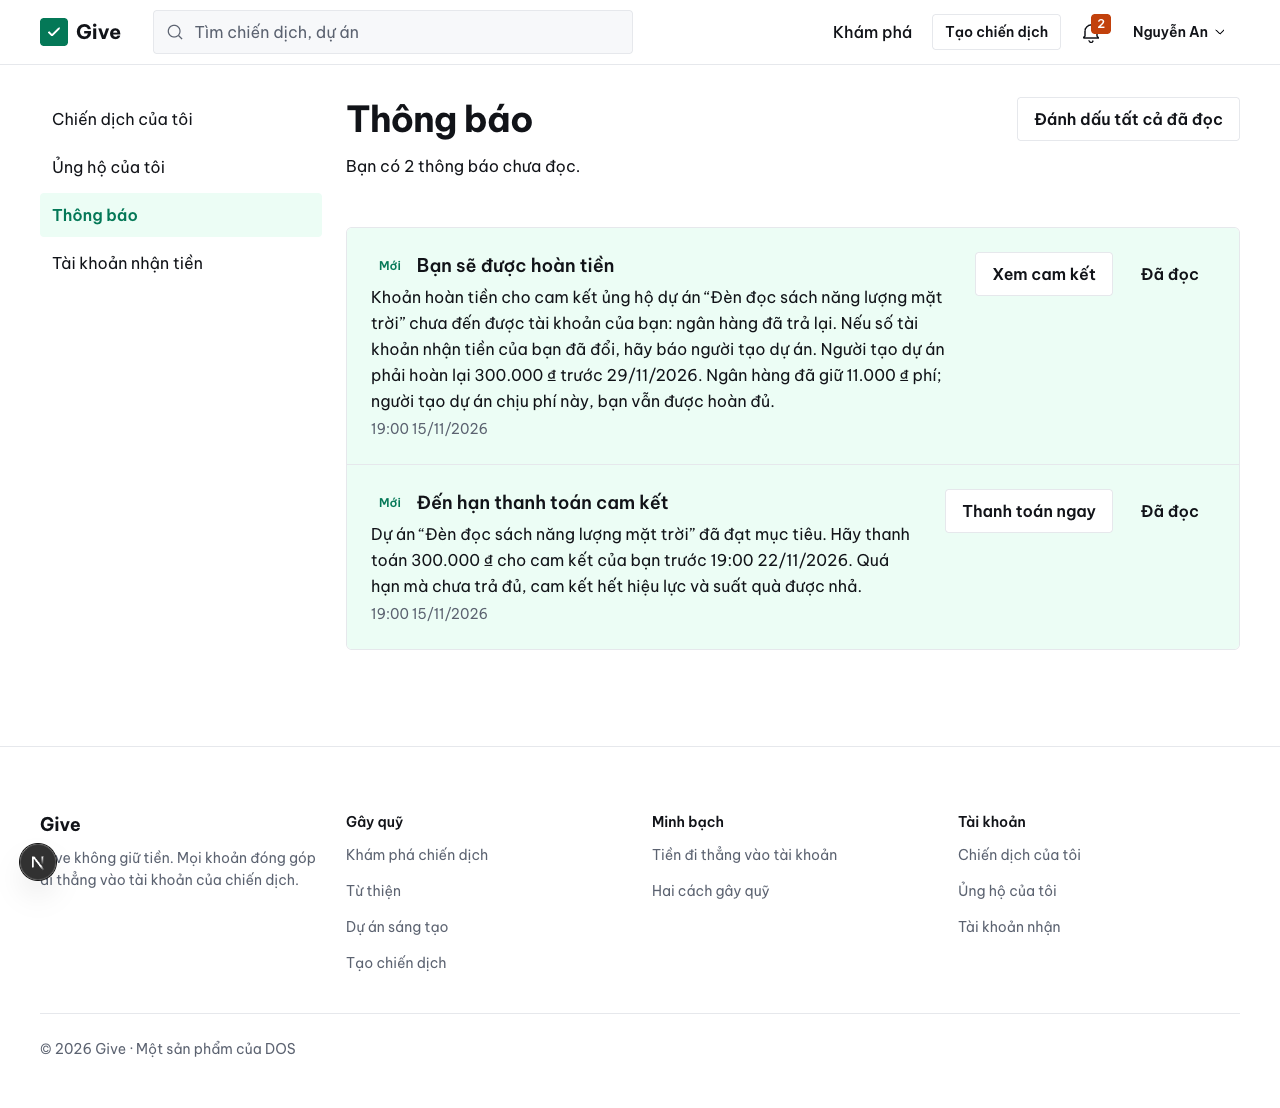 Give
Tìm chiến dịch, dự án
Khám phá
Tạo chiến dịch
2
Nguyễn An
Chiến dịch của tôi
Ủng hộ của tôi
Thông báo
Tài khoản nhận tiền
Thông báo
Đánh dấu tất cả đã đọc
Bạn có 2 thông báo chưa đọc.
Mới
Bạn sẽ được hoàn tiền
Xem cam kết
Đã đọc
Khoản hoàn tiền cho cam kết ủng hộ dự án “Đèn đọc sách năng lượng mặt
trời” chưa đến được tài khoản của bạn: ngân hàng đã trả lại. Nếu số tài
khoản nhận tiền của bạn đã đổi, hãy báo người tạo dự án. Người tạo dự án
phải hoàn lại 300.000 ₫ trước 29/11/2026. Ngân hàng đã giữ 11.000 ₫ phí;
người tạo dự án chịu phí này, bạn vẫn được hoàn đủ.
19:00 15/11/2026
Mới
Đến hạn thanh toán cam kết
Thanh toán ngay
Đã đọc
Dự án “Đèn đọc sách năng lượng mặt trời” đã đạt mục tiêu. Hãy thanh
toán 300.000 ₫ cho cam kết của bạn trước 19:00 22/11/2026. Quá
hạn mà chưa trả đủ, cam kết hết hiệu lực và suất quà được nhả.
19:00 15/11/2026
Give
không giữ tiền. Mọi khoản đóng góp
đi thẳng vào tài khoản của chiến dịch.
N
Gây quỹ
Khám phá chiến dịch
Từ thiện
Dự án sáng tạo
Tạo chiến dịch
Minh bạch
Tiền đi thẳng vào tài khoản
Hai cách gây quỹ
Tài khoản
Chiến dịch của tôi
Ủng hộ của tôi
Tài khoản nhận
© 2026 Give · Một sản phẩm của DOS